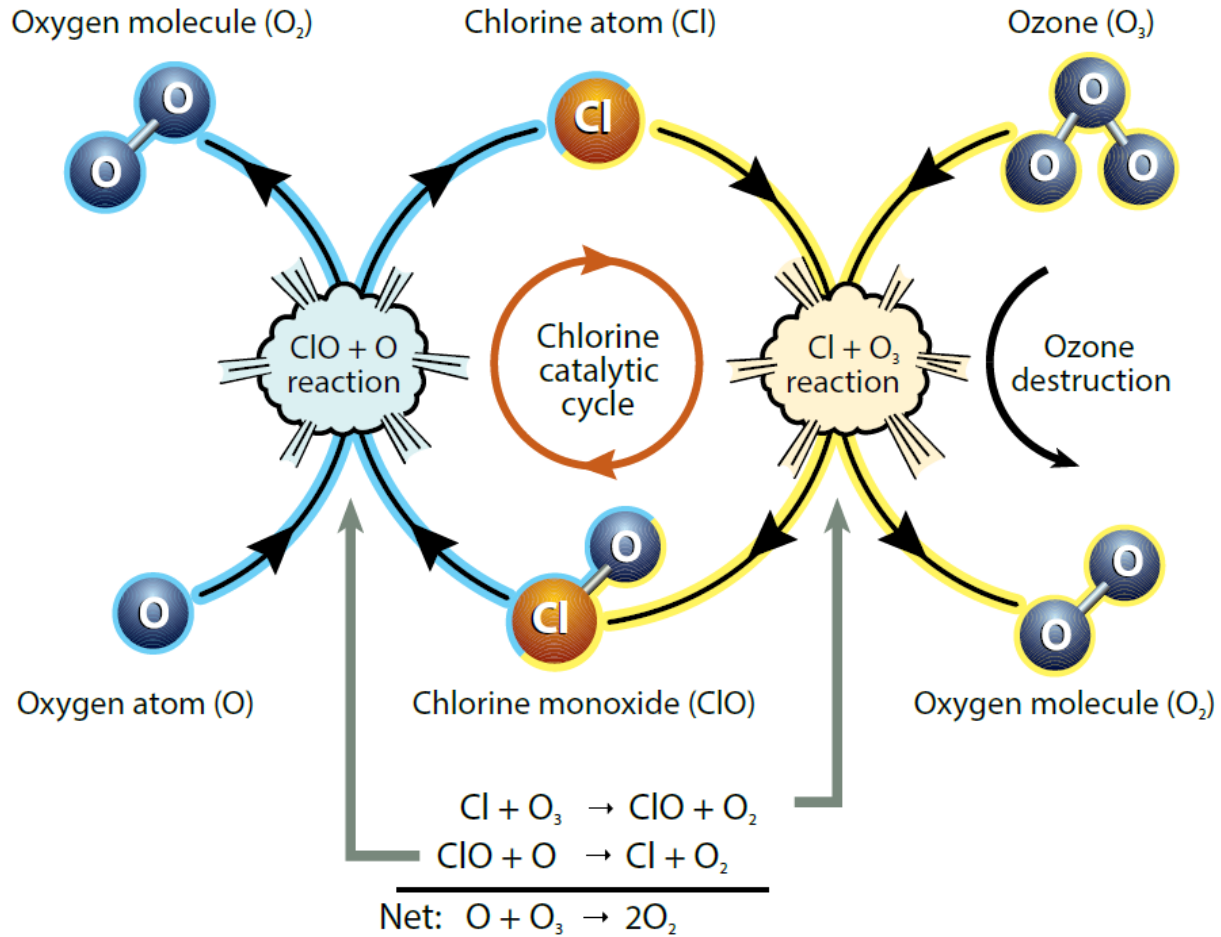 Oxygen molecule (O₂)
Chlorine atom (Cl)
Ozone (O₃)
O
O
Cl
O
O
O
ClO + O
reaction
Chlorine
catalytic
cycle
Cl + O₃
reaction
Ozone
destruction
O
Cl
O
O
O
Oxygen atom (O)
Chlorine monoxide (ClO)
Oxygen molecule (O₂)
Cl + O₃ → ClO + O₂
ClO + O → Cl + O₂
Net: O + O₃ → 2O₂